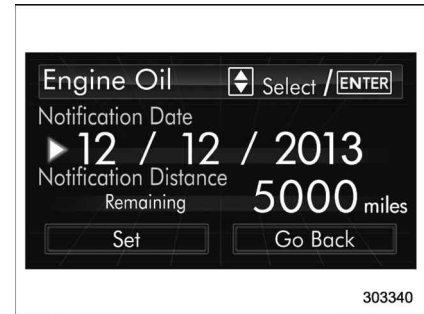 Engine Oil Select / ENTER
Notification Date
12 / 12 / 2013
Notification Distance
Remaining 5000 miles
Set Go Back
303340